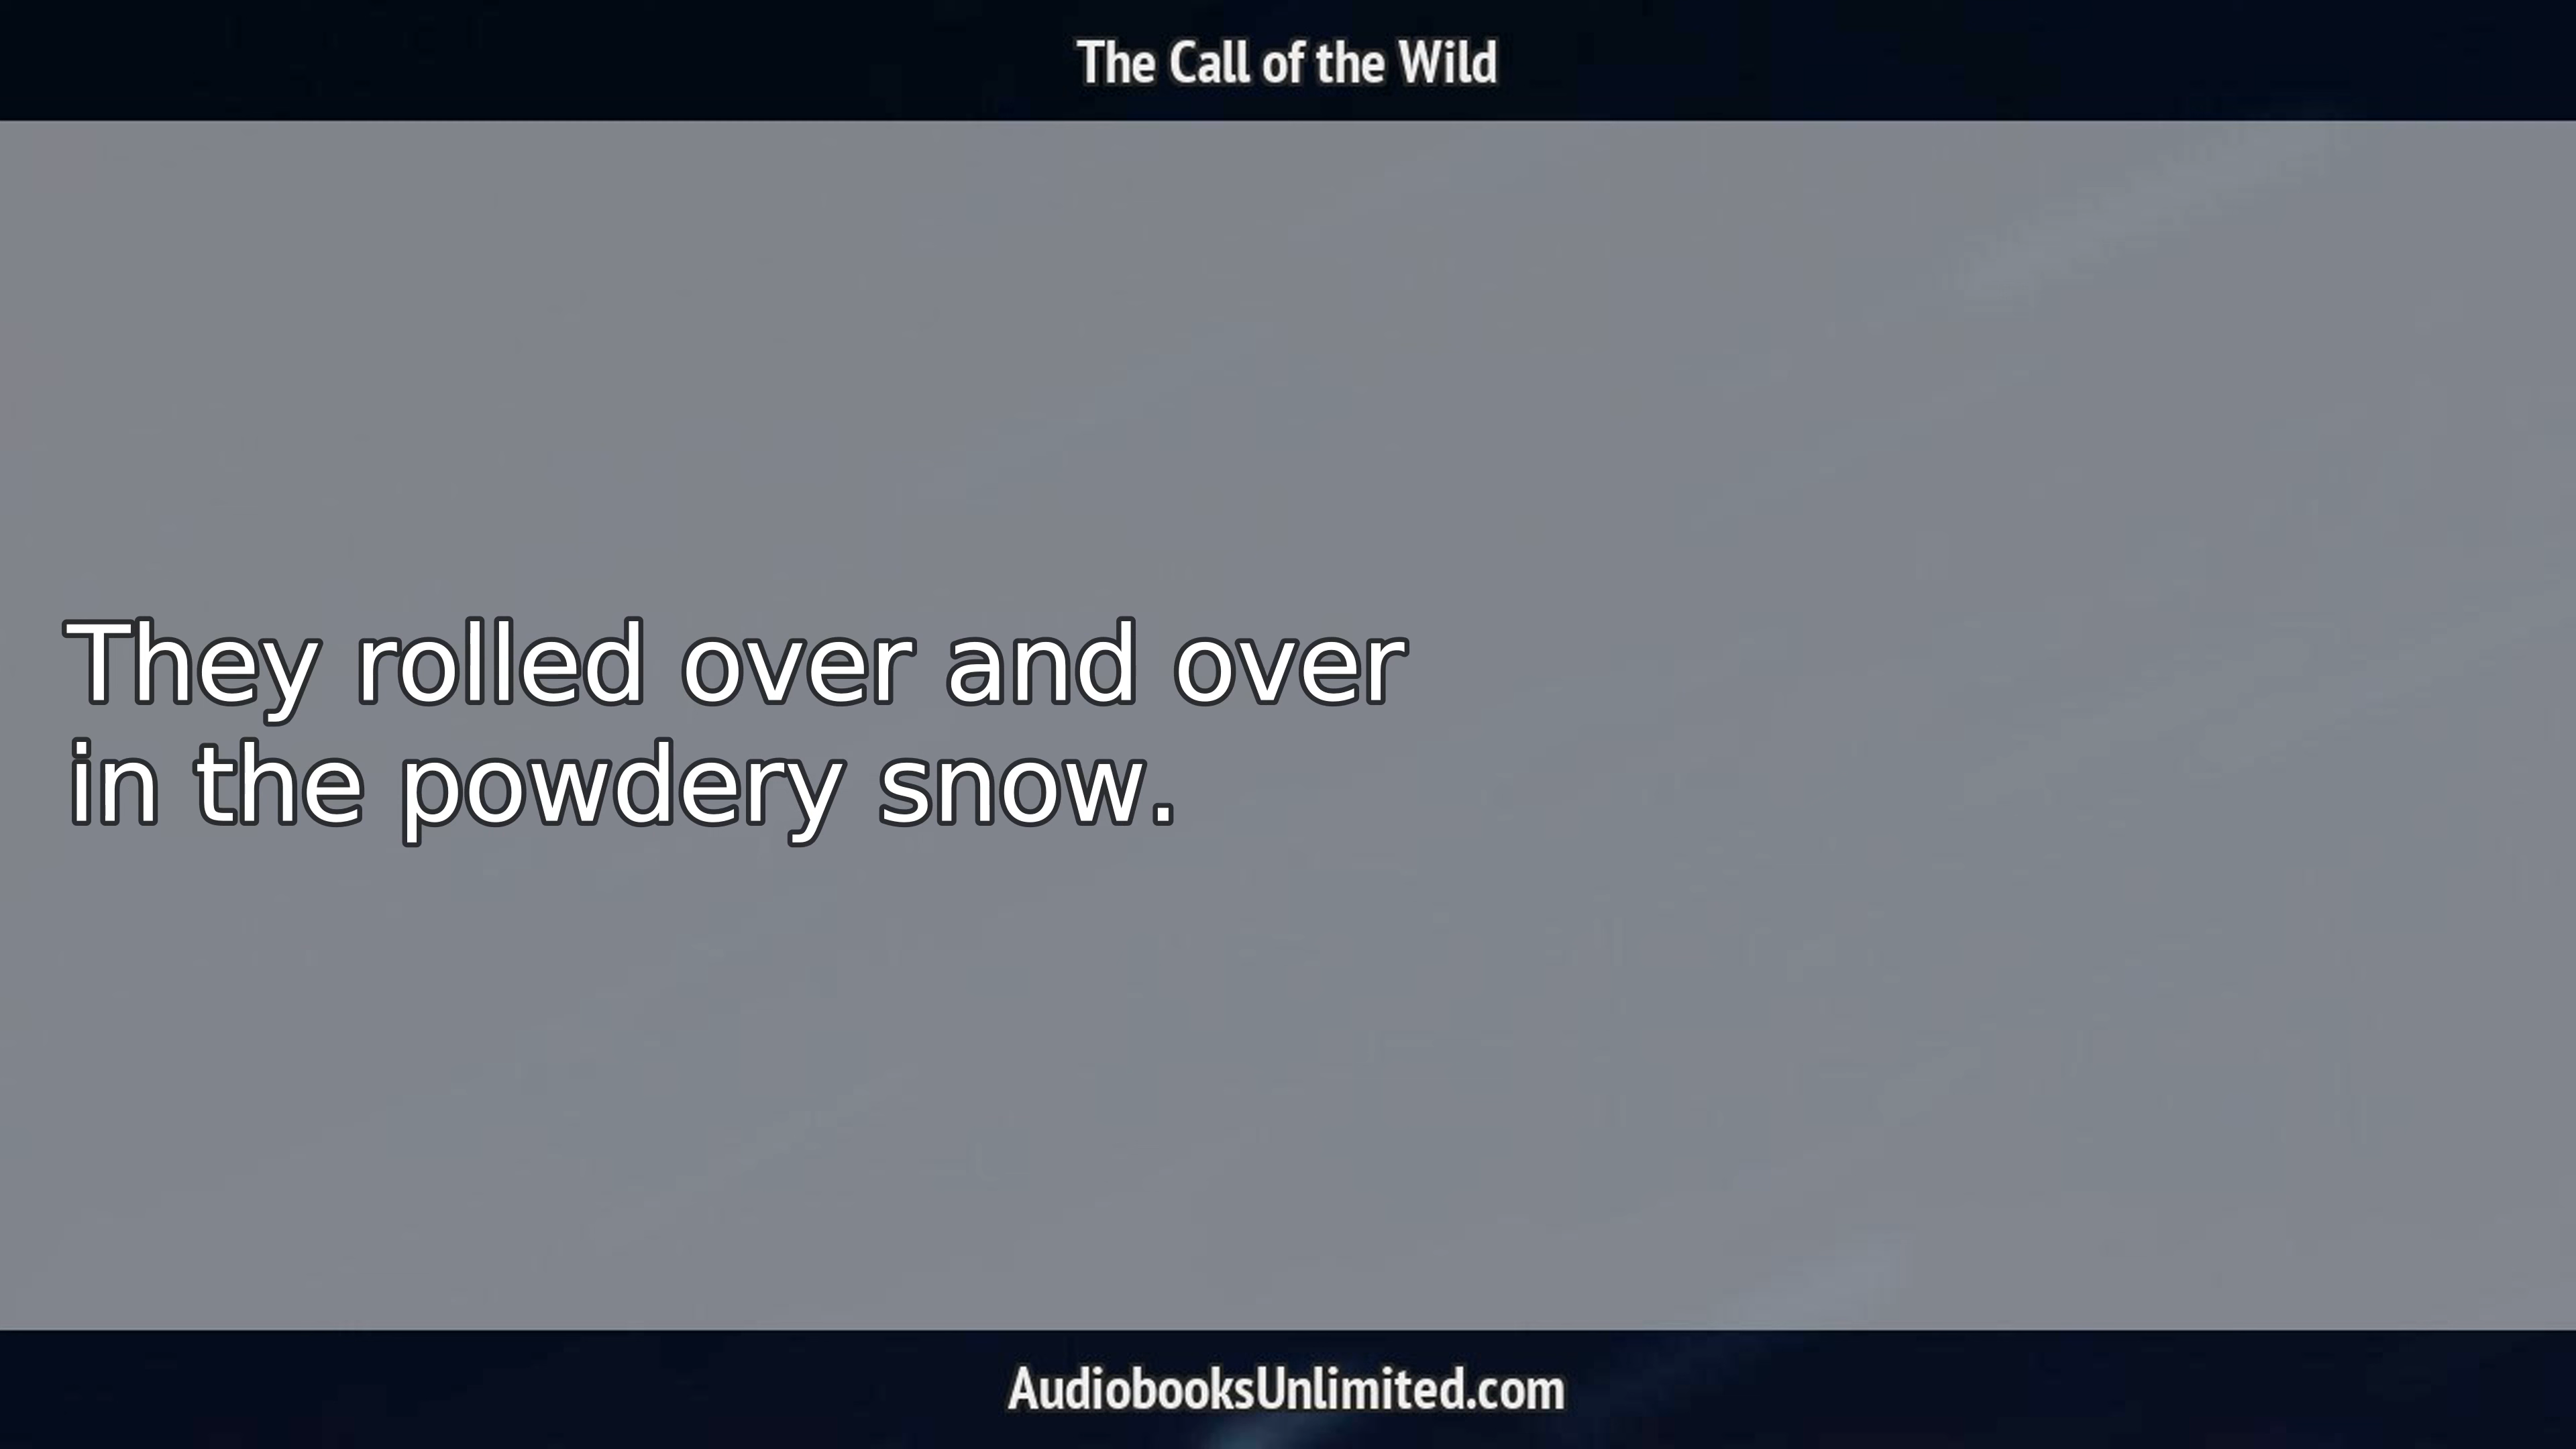 The Call of the Wild
They rolled over and over
in the powdery snow.
AudiobooksUnlimited.com